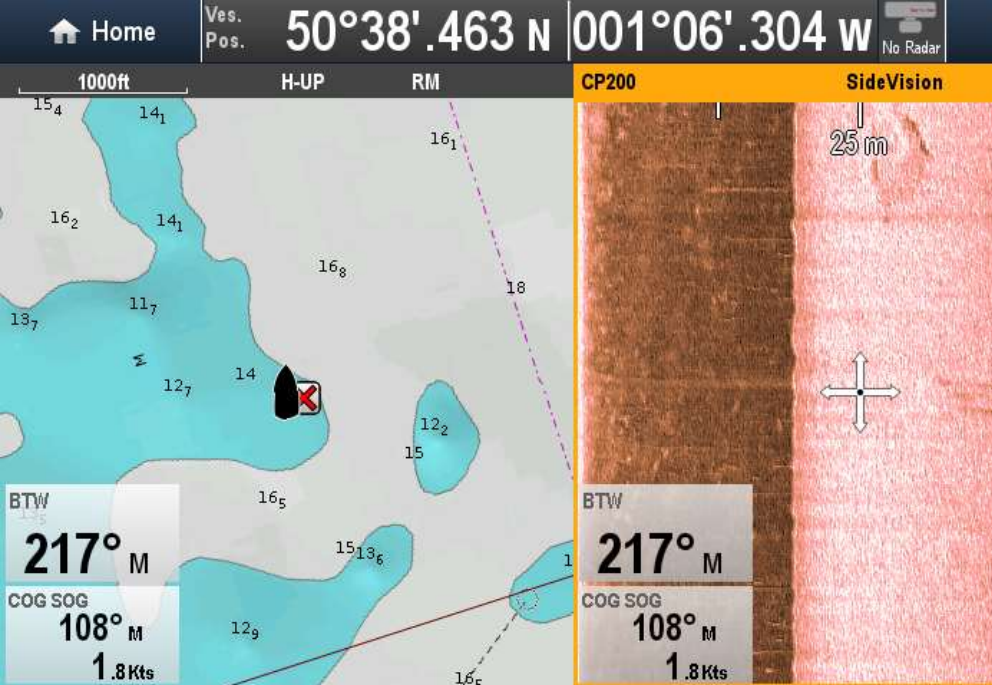 Home
Ves.
Pos.
50°38'.463 N
001°06'.304 W
No Radar
1000ft
H-UP
RM
CP200
SideVision
15₄
14₁
16₁
25 m
16₂
14₁
16₈
18
11₇
13₇
M
14
12₇
12₂
15
BTW
217° M
16₅
15
13₆
1
COG SOG
108° M
1.8Kts
12₉
BTW
217° M
COG SOG
108° M
1.8Kts